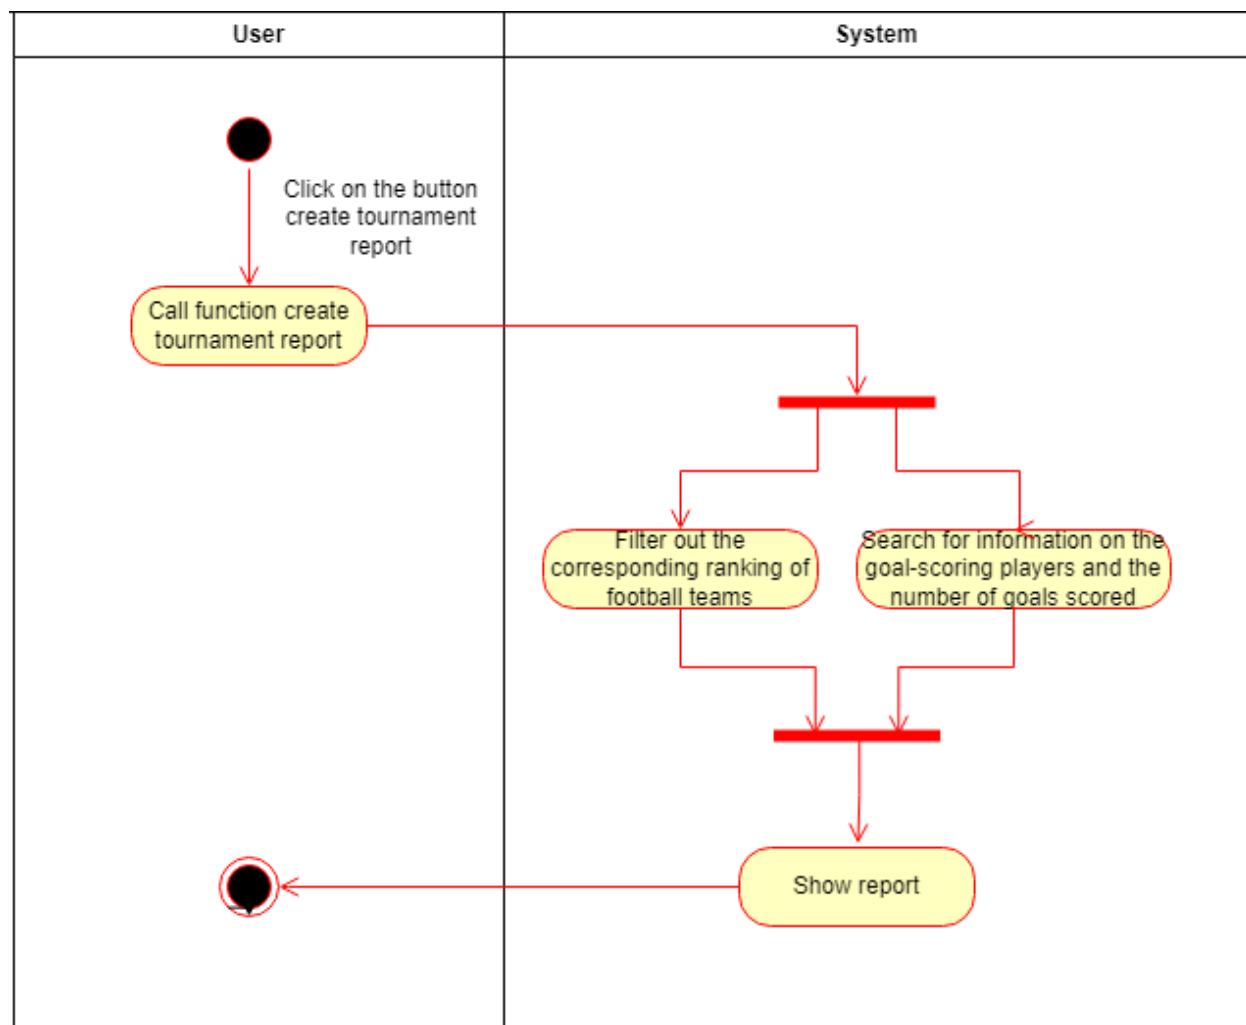 User
System
Click on the button
create tournament
report
Call function create
tournament report
Filter out the
corresponding ranking of
football teams
Search for information on the
goal-scoring players and the
number of goals scored
Show report